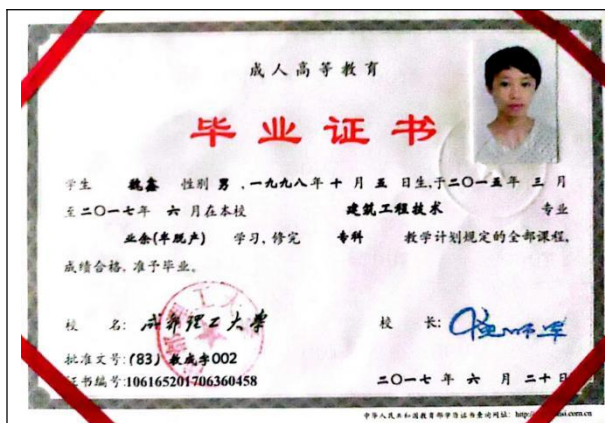 成人高等教育
毕业证书
学生 魏鑫 性别 男 ,一九九八年 十 月 五 日生,于二〇一五年 三 月
至二〇一七年 六 月在本校 建筑工程技术 专业
业余(半脱产) 学习,修完 专科 教学计划规定的全部课程,
成绩合格,准予毕业。
校 名: 成都理工大学 校 长:
批准文号:(83)教成字002
证书编号:106165201706360458 二〇一七 年 六 月 二十日
中华人民共和国教育部学历证书查询网址: